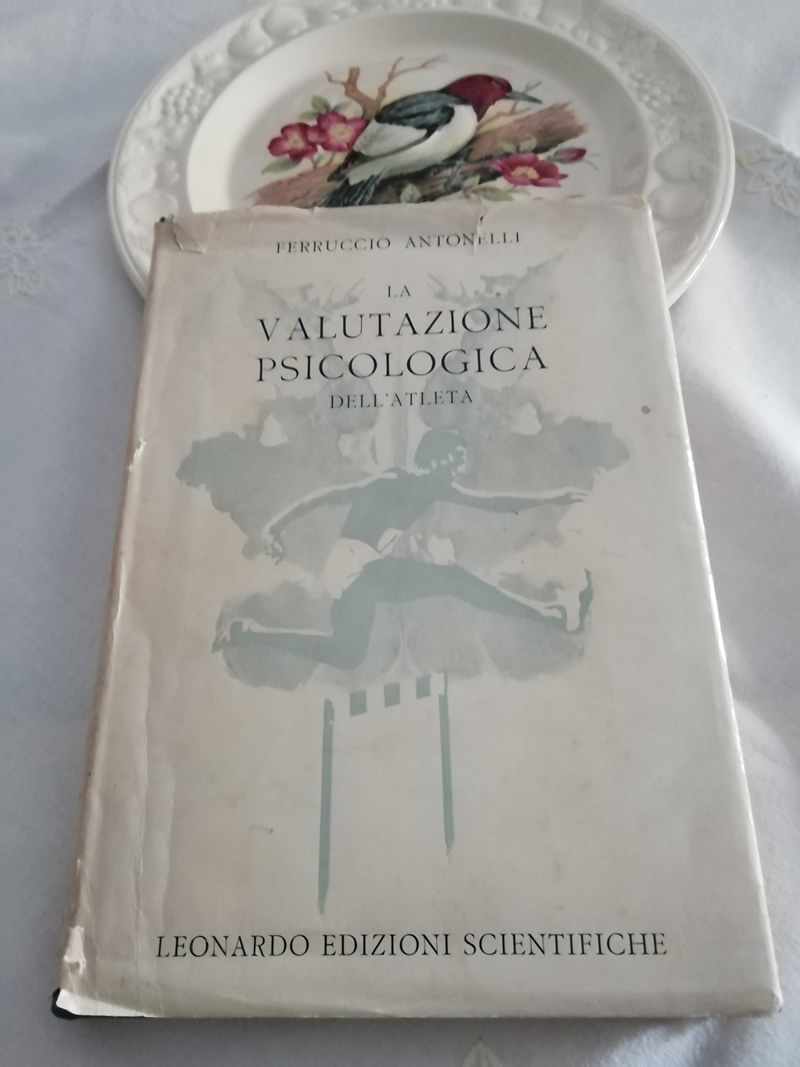 FERRUCCIO ANTONELLI
LA
VALUTAZIONE
PSICOLOGICA
DELL'ATLETA
LEONARDO EDIZIONI SCIENTIFICHE